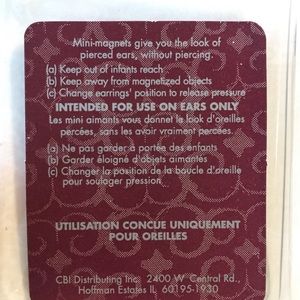 Mini-magnets give you the look of
pierced ears, without piercing.
(a) Keep out of infants reach
(b) Keep away from magnetized objects
(c) Change earrings' position to release pressure
INTENDED FOR USE ON EARS ONLY
Les mini aimants vous donnet le look d'oreilles
percées, sans les avoir vraiment percées.
(a) Ne pas garder à portée des enfants
(b) Garder éloigné d'objets aimantés
(c) Changer la position de la boucle d'oreille
pour soulager pression
UTILISATION CONCUE UNIQUEMENT
POUR OREILLES
CBI Distributing Inc. 2400 W. Central Rd.,
Hoffman Estates IL 60195-1930